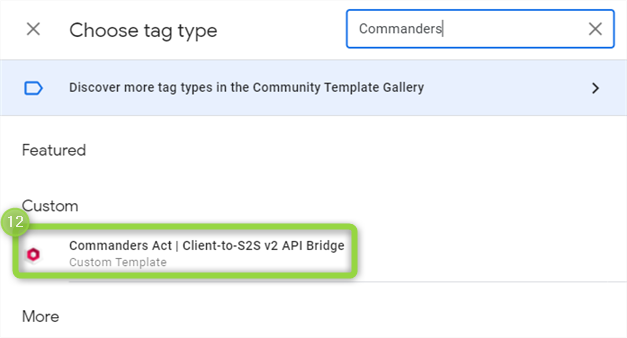 Choose tag type
Commanders
Discover more tag types in the Community Template Gallery
Featured
Custom
12
Commanders Act | Client-to-S2S v2 API Bridge
Custom Template
More